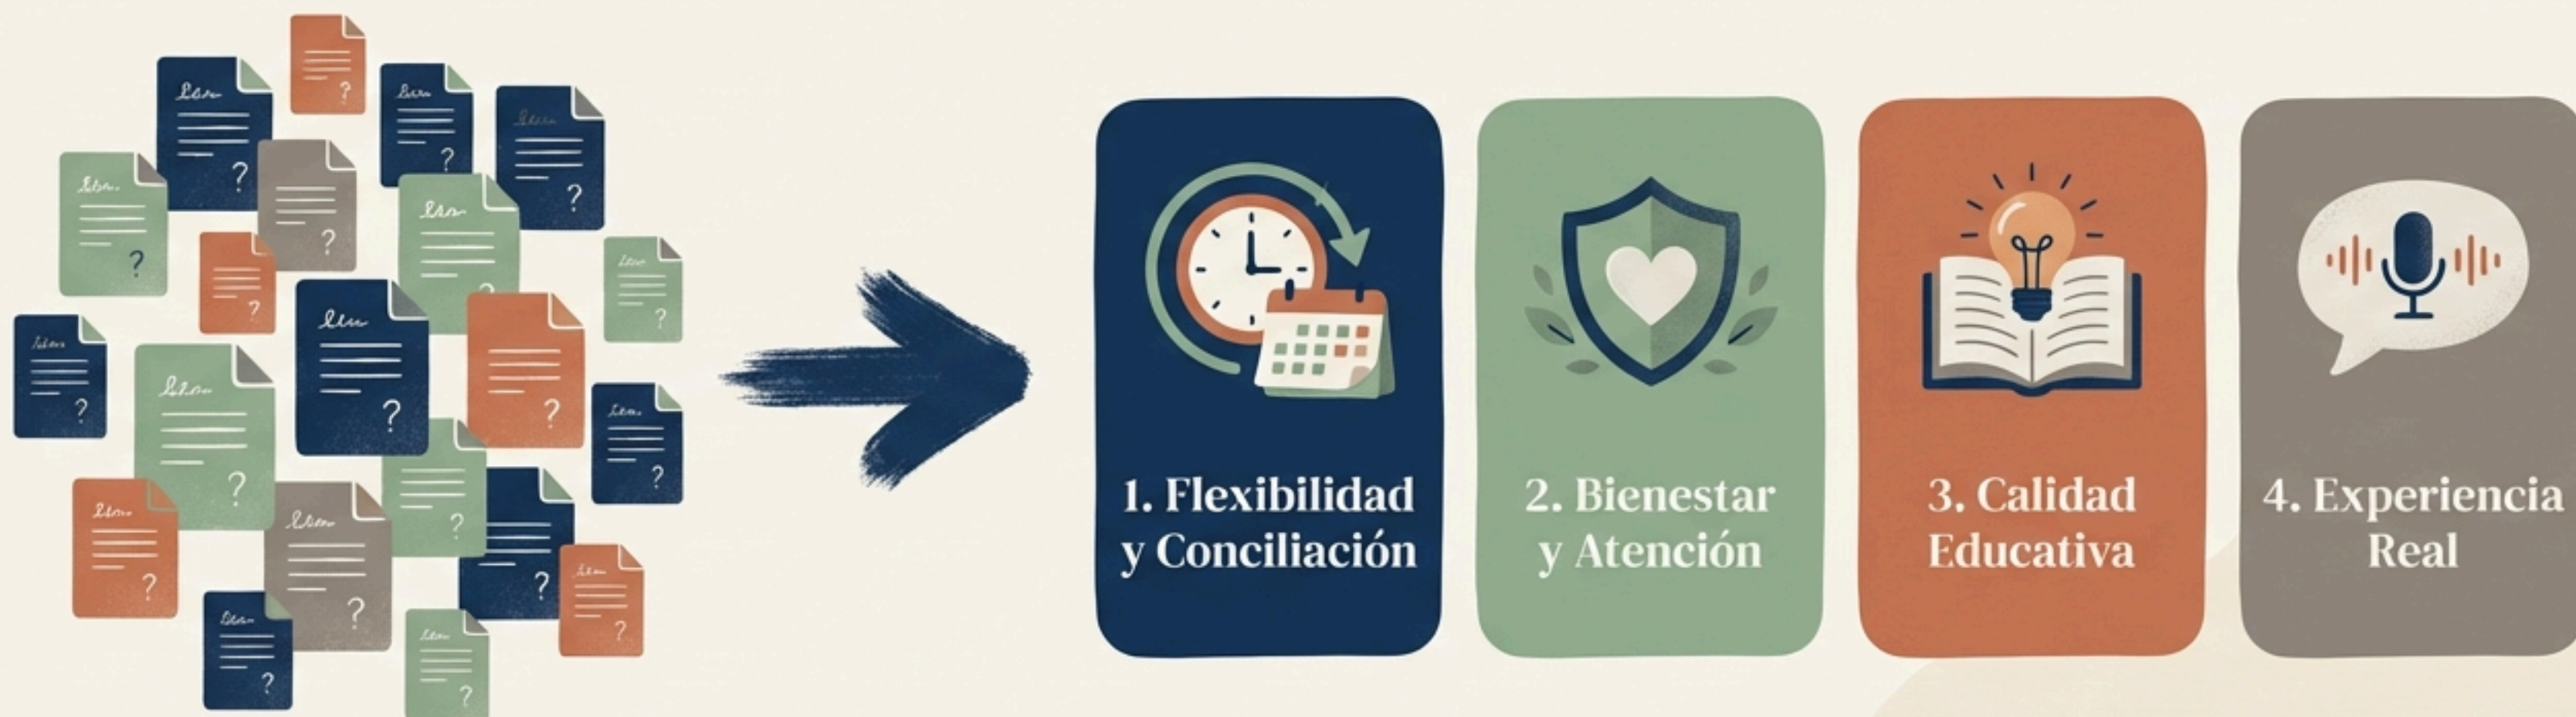 1. Flexibilidad
y Conciliación
2. Bienestar
y Atención
3. Calidad
Educativa
4. Experiencia
Real